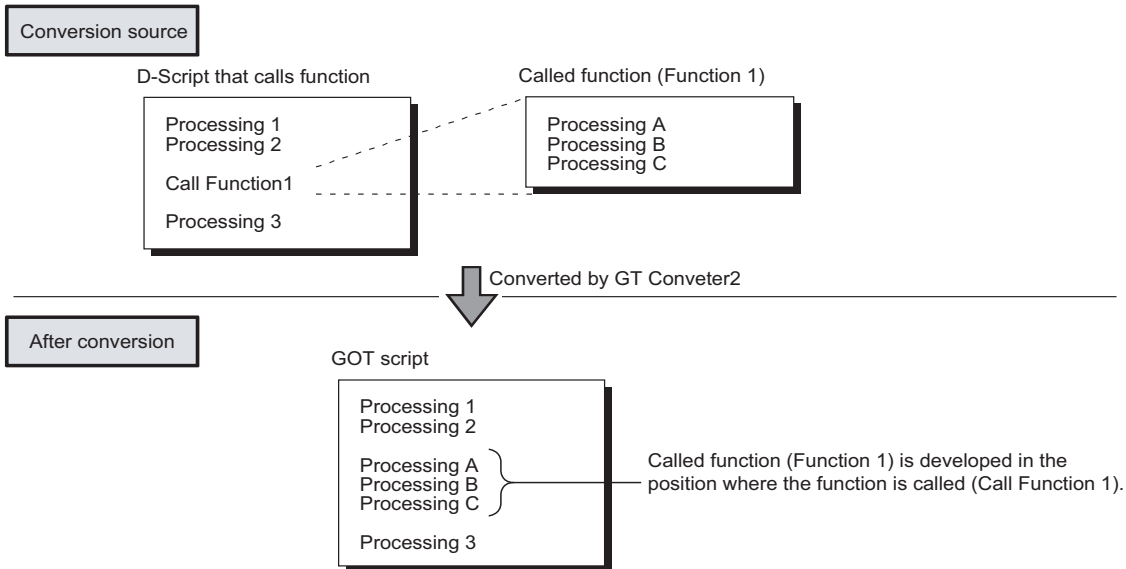 Conversion source
D-Script that calls function
Called function (Function 1)
Processing 1
Processing 2
Call Function1
Processing 3
Processing A
Processing B
Processing C
Converted by GT Conveter2
After conversion
GOT script
Processing 1
Processing 2
Processing A
Processing B
Processing C
Processing 3
Called function (Function 1) is developed in the
position where the function is called (Call Function 1).